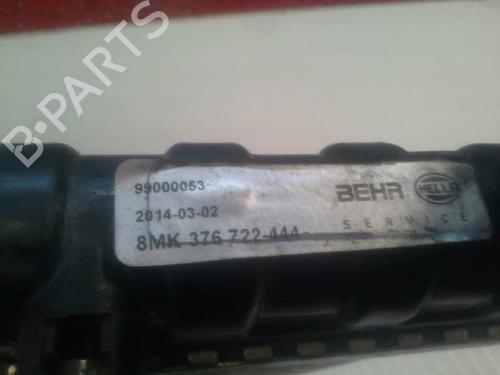 B-PARTS
99000053
2014-03-02
8MK 376 722-444
BEHR HELLA
SERVICE